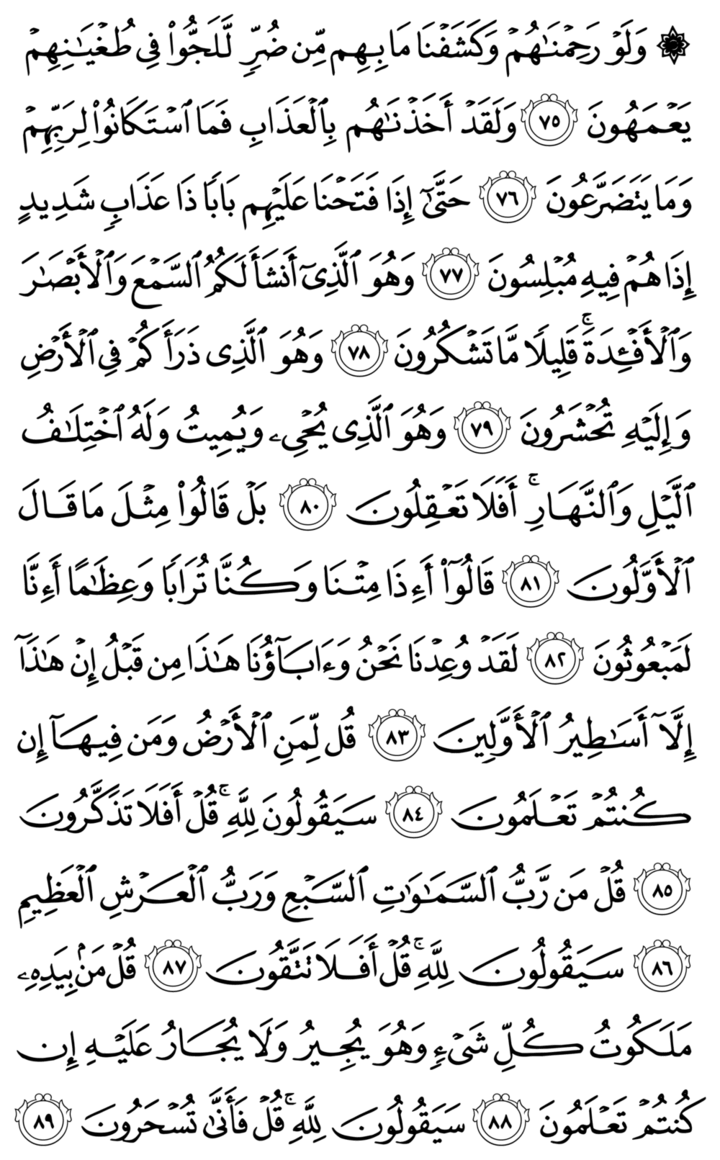 ۞ وَلَوْ رَحِمْنَٰهُمْ وَكَشَفْنَا مَا بِهِم مِّن ضُرٍّ لَّلَجُّوا۟ فِى طُغْيَٰنِهِمْ
يَعْمَهُونَ ٧٥ وَلَقَدْ أَخَذْنَٰهُم بِٱلْعَذَابِ فَمَا ٱسْتَكَانُوا۟ لِرَبِّهِمْ
وَمَا يَتَضَرَّعُونَ ٧٦ حَتَّىٰٓ إِذَا فَتَحْنَا عَلَيْهِم بَابًا ذَا عَذَابٍ شَدِيدٍ
إِذَا هُمْ فِيهِ مُبْلِسُونَ ٧٧ وَهُوَ ٱلَّذِىٓ أَنشَأَ لَكُمُ ٱلسَّمْعَ وَٱلْأَبْصَٰرَ
وَٱلْأَفْـِٔدَةَ ۚ قَلِيلًا مَّا تَشْكُرُونَ ٧٨ وَهُوَ ٱلَّذِى ذَرَأَكُمْ فِى ٱلْأَرْضِ
وَإِلَيْهِ تُحْشَرُونَ ٧٩ وَهُوَ ٱلَّذِى يُحْىِۦ وَيُمِيتُ وَلَهُ ٱخْتِلَٰفُ
ٱلَّيْلِ وَٱلنَّهَارِ ۚ أَفَلَا تَعْقِلُونَ ٨٠ بَلْ قَالُوا۟ مِثْلَ مَا قَالَ
ٱلْأَوَّلُونَ ٨١ قَالُوٓا۟ أَءِذَا مِتْنَا وَكُنَّا تُرَابًا وَعِظَٰمًا أَءِنَّا
لَمَبْعُوثُونَ ٨٢ لَقَدْ وُعِدْنَا نَحْنُ وَءَابَآؤُنَا هَٰذَا مِن قَبْلُ إِنْ هَٰذَآ
إِلَّآ أَسَٰطِيرُ ٱلْأَوَّلِينَ ٨٣ قُل لِّمَنِ ٱلْأَرْضُ وَمَن فِيهَآ إِن
كُنتُمْ تَعْلَمُونَ ٨٤ سَيَقُولُونَ لِلَّهِ ۚ قُلْ أَفَلَا تَذَكَّرُونَ
٨٥ قُلْ مَن رَّبُّ ٱلسَّمَٰوَٰتِ ٱلسَّبْعِ وَرَبُّ ٱلْعَرْشِ ٱلْعَظِيمِ
٨٦ سَيَقُولُونَ لِلَّهِ ۚ قُلْ أَفَلَا تَتَّقُونَ ٨٧ قُلْ مَنۢ بِيَدِهِۦ
مَلَكُوتُ كُلِّ شَىْءٍ وَهُوَ يُجِيرُ وَلَا يُجَارُ عَلَيْهِ إِن
كُنتُمْ تَعْلَمُونَ ٨٨ سَيَقُولُونَ لِلَّهِ ۚ قُلْ فَأَنَّىٰ تُسْحَرُونَ ٨٩